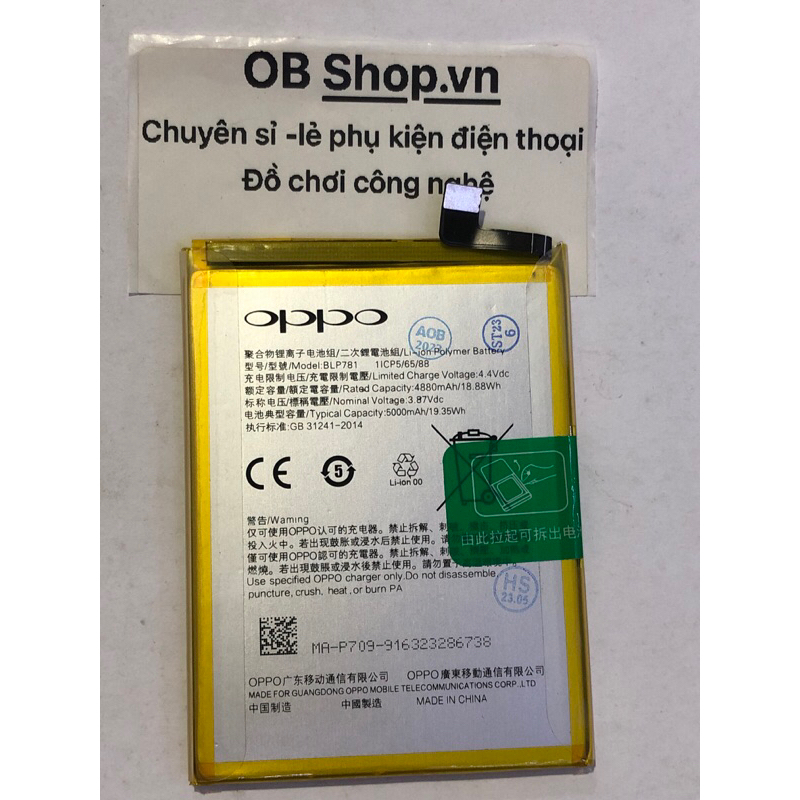 OB Shop.vn
Chuyên sỉ -lẻ phụ kiện điện thoại
Đồ chơi công nghệ
oppo
AOB
2023
ST23
9
聚合物锂离子电池组/二次鋰電池組/Li-ion Polymer Battery
型号/型號/Model:BLP781 1ICP5/65/88
充电限制电压/充電限制電壓/Limited Charge Voltage:4.4Vdc
额定容量/額定電容量/Rated Capacity:4880mAh/18.88Wh
标称电压/標稱電壓/Nominal Voltage:3.87Vdc
电池典型容量/Typical Capacity:5000mAh/19.35Wh
执行标准:GB 31241-2014
CE
5
Li-ion 00
由此拉起可拆出电池
警告/Warning
仅可使用OPPO认可的充电器。禁止拆解、刺
投入火中。若出现鼓胀或浸水后禁止使用。请
僅可使用OPPO認可的充電器。禁止拆解、
燃燒。若出現鼓脹或浸水後禁止使用。請勿置于
Use specified OPPO charger only.Do not disassemble,
puncture, crush, heat ,or burn PA
HS
23.05
MA-P709-916323286738
OPPO广东移动通信有限公司 OPPO廣東移動通信有限公司
MADE FOR GUANGDONG OPPO MOBILE TELECOMMUNICATIONS CORP.,LTD
中国制造 中國製造 MADE IN CHINA